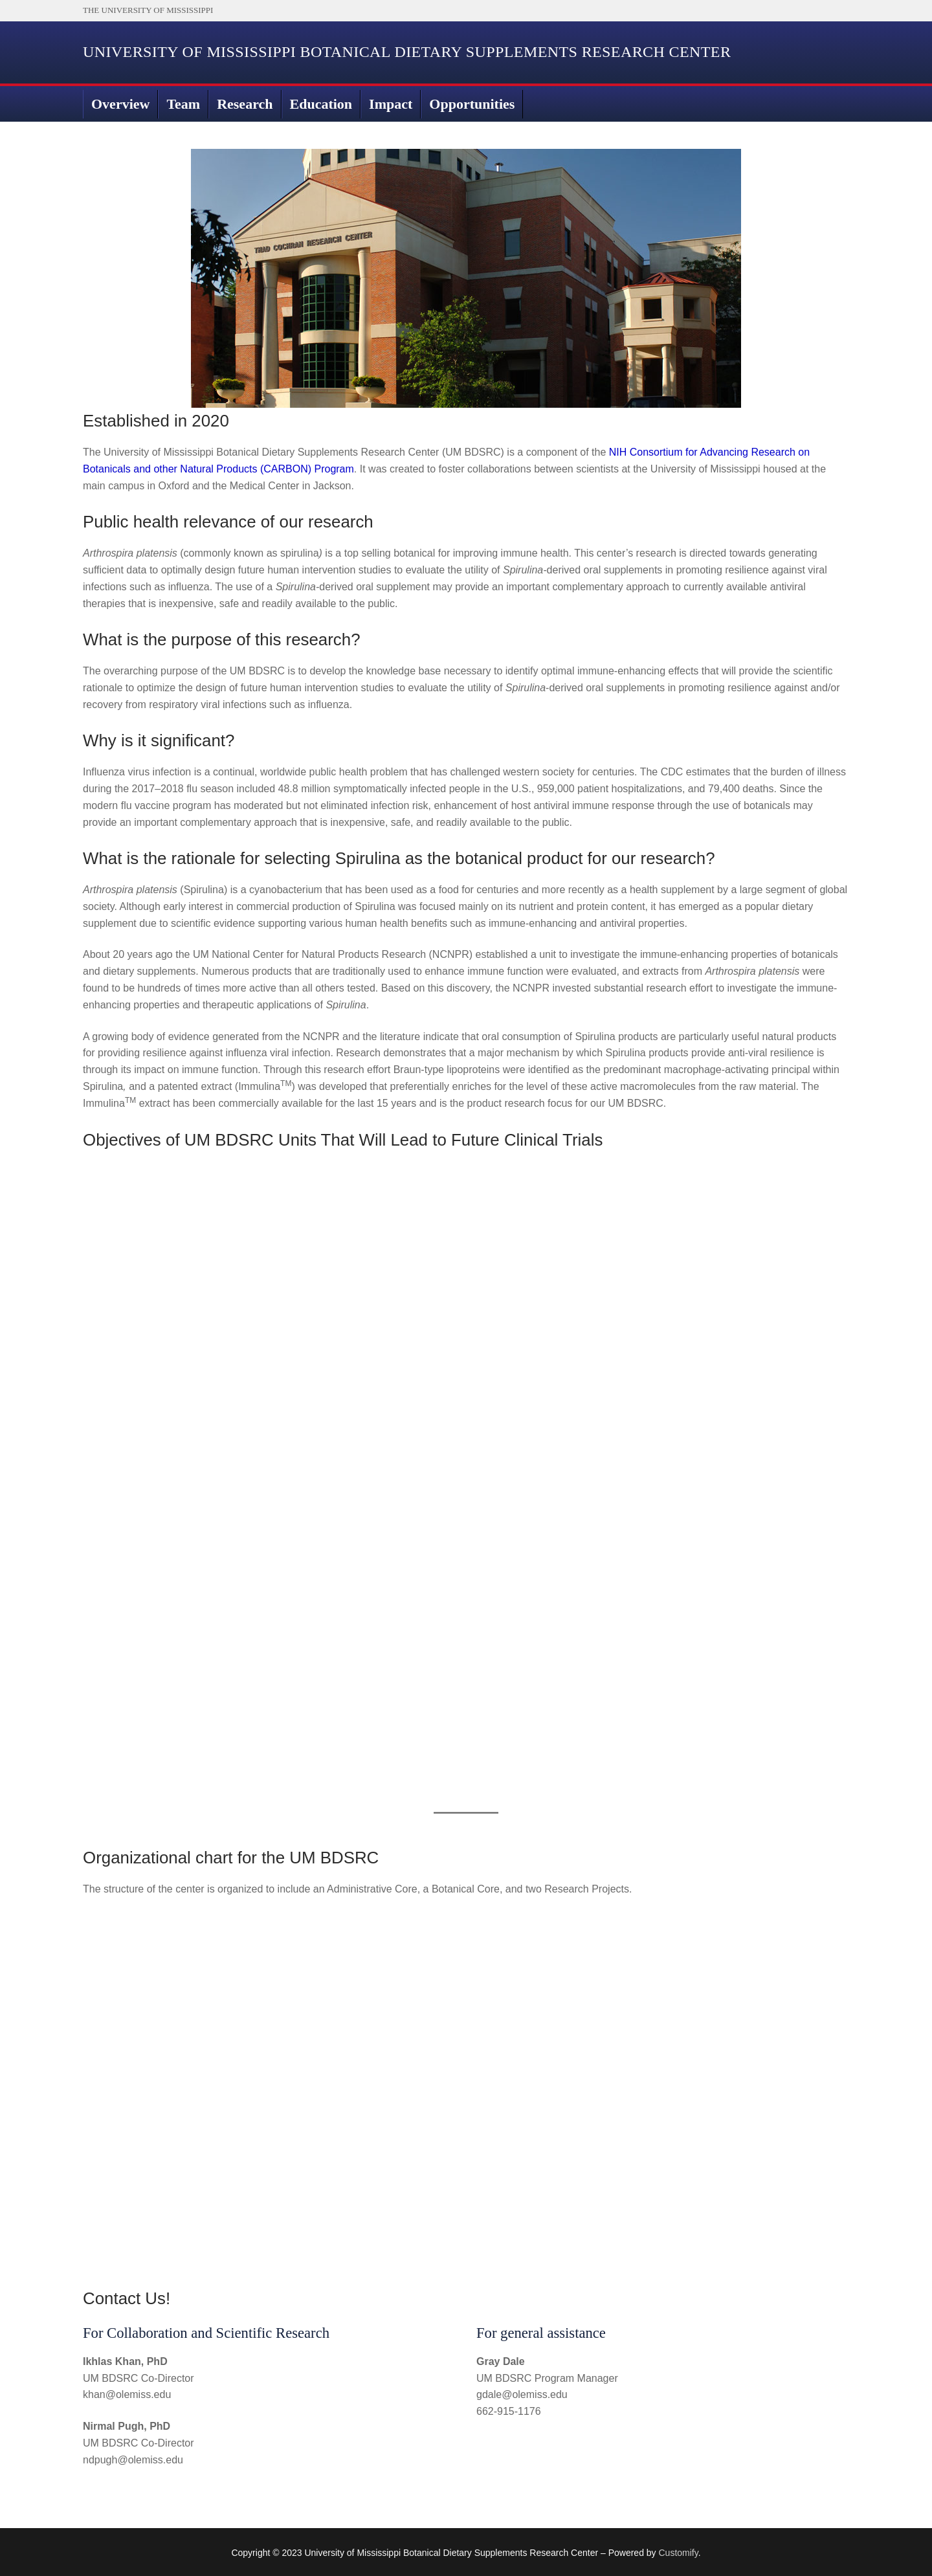 THE UNIVERSITY OF MISSISSIPPI
UNIVERSITY OF MISSISSIPPI BOTANICAL DIETARY SUPPLEMENTS RESEARCH CENTER
Overview Team Research Education Impact Opportunities
THAD COCHRAN RESEARCH CENTER
Established in 2020
The University of Mississippi Botanical Dietary Supplements Research Center (UM BDSRC) is a component of the NIH Consortium for Advancing Research on
Botanicals and other Natural Products (CARBON) Program. It was created to foster collaborations between scientists at the University of Mississippi housed at the
main campus in Oxford and the Medical Center in Jackson.
Public health relevance of our research
Arthrospira platensis (commonly known as spirulina) is a top selling botanical for improving immune health. This center’s research is directed towards generating
sufficient data to optimally design future human intervention studies to evaluate the utility of Spirulina-derived oral supplements in promoting resilience against viral
infections such as influenza. The use of a Spirulina-derived oral supplement may provide an important complementary approach to currently available antiviral
therapies that is inexpensive, safe and readily available to the public.
What is the purpose of this research?
The overarching purpose of the UM BDSRC is to develop the knowledge base necessary to identify optimal immune-enhancing effects that will provide the scientific
rationale to optimize the design of future human intervention studies to evaluate the utility of Spirulina-derived oral supplements in promoting resilience against and/or
recovery from respiratory viral infections such as influenza.
Why is it significant?
Influenza virus infection is a continual, worldwide public health problem that has challenged western society for centuries. The CDC estimates that the burden of illness
during the 2017–2018 flu season included 48.8 million symptomatically infected people in the U.S., 959,000 patient hospitalizations, and 79,400 deaths. Since the
modern flu vaccine program has moderated but not eliminated infection risk, enhancement of host antiviral immune response through the use of botanicals may
provide an important complementary approach that is inexpensive, safe, and readily available to the public.
What is the rationale for selecting Spirulina as the botanical product for our research?
Arthrospira platensis (Spirulina) is a cyanobacterium that has been used as a food for centuries and more recently as a health supplement by a large segment of global
society. Although early interest in commercial production of Spirulina was focused mainly on its nutrient and protein content, it has emerged as a popular dietary
supplement due to scientific evidence supporting various human health benefits such as immune-enhancing and antiviral properties.
About 20 years ago the UM National Center for Natural Products Research (NCNPR) established a unit to investigate the immune-enhancing properties of botanicals
and dietary supplements. Numerous products that are traditionally used to enhance immune function were evaluated, and extracts from Arthrospira platensis were
found to be hundreds of times more active than all others tested. Based on this discovery, the NCNPR invested substantial research effort to investigate the immune-
enhancing properties and therapeutic applications of Spirulina.
A growing body of evidence generated from the NCNPR and the literature indicate that oral consumption of Spirulina products are particularly useful natural products
for providing resilience against influenza viral infection. Research demonstrates that a major mechanism by which Spirulina products provide anti-viral resilience is
through its impact on immune function. Through this research effort Braun-type lipoproteins were identified as the predominant macrophage-activating principal within
Spirulina, and a patented extract (ImmulinaTM) was developed that preferentially enriches for the level of these active macromolecules from the raw material. The
ImmulinaTM extract has been commercially available for the last 15 years and is the product research focus for our UM BDSRC.
Objectives of UM BDSRC Units That Will Lead to Future Clinical Trials
Organizational chart for the UM BDSRC
The structure of the center is organized to include an Administrative Core, a Botanical Core, and two Research Projects.
Contact Us!
For Collaboration and Scientific Research
Ikhlas Khan, PhD
UM BDSRC Co-Director
khan@olemiss.edu
Nirmal Pugh, PhD
UM BDSRC Co-Director
ndpugh@olemiss.edu
For general assistance
Gray Dale
UM BDSRC Program Manager
gdale@olemiss.edu
662-915-1176
Copyright © 2023 University of Mississippi Botanical Dietary Supplements Research Center – Powered by Customify.